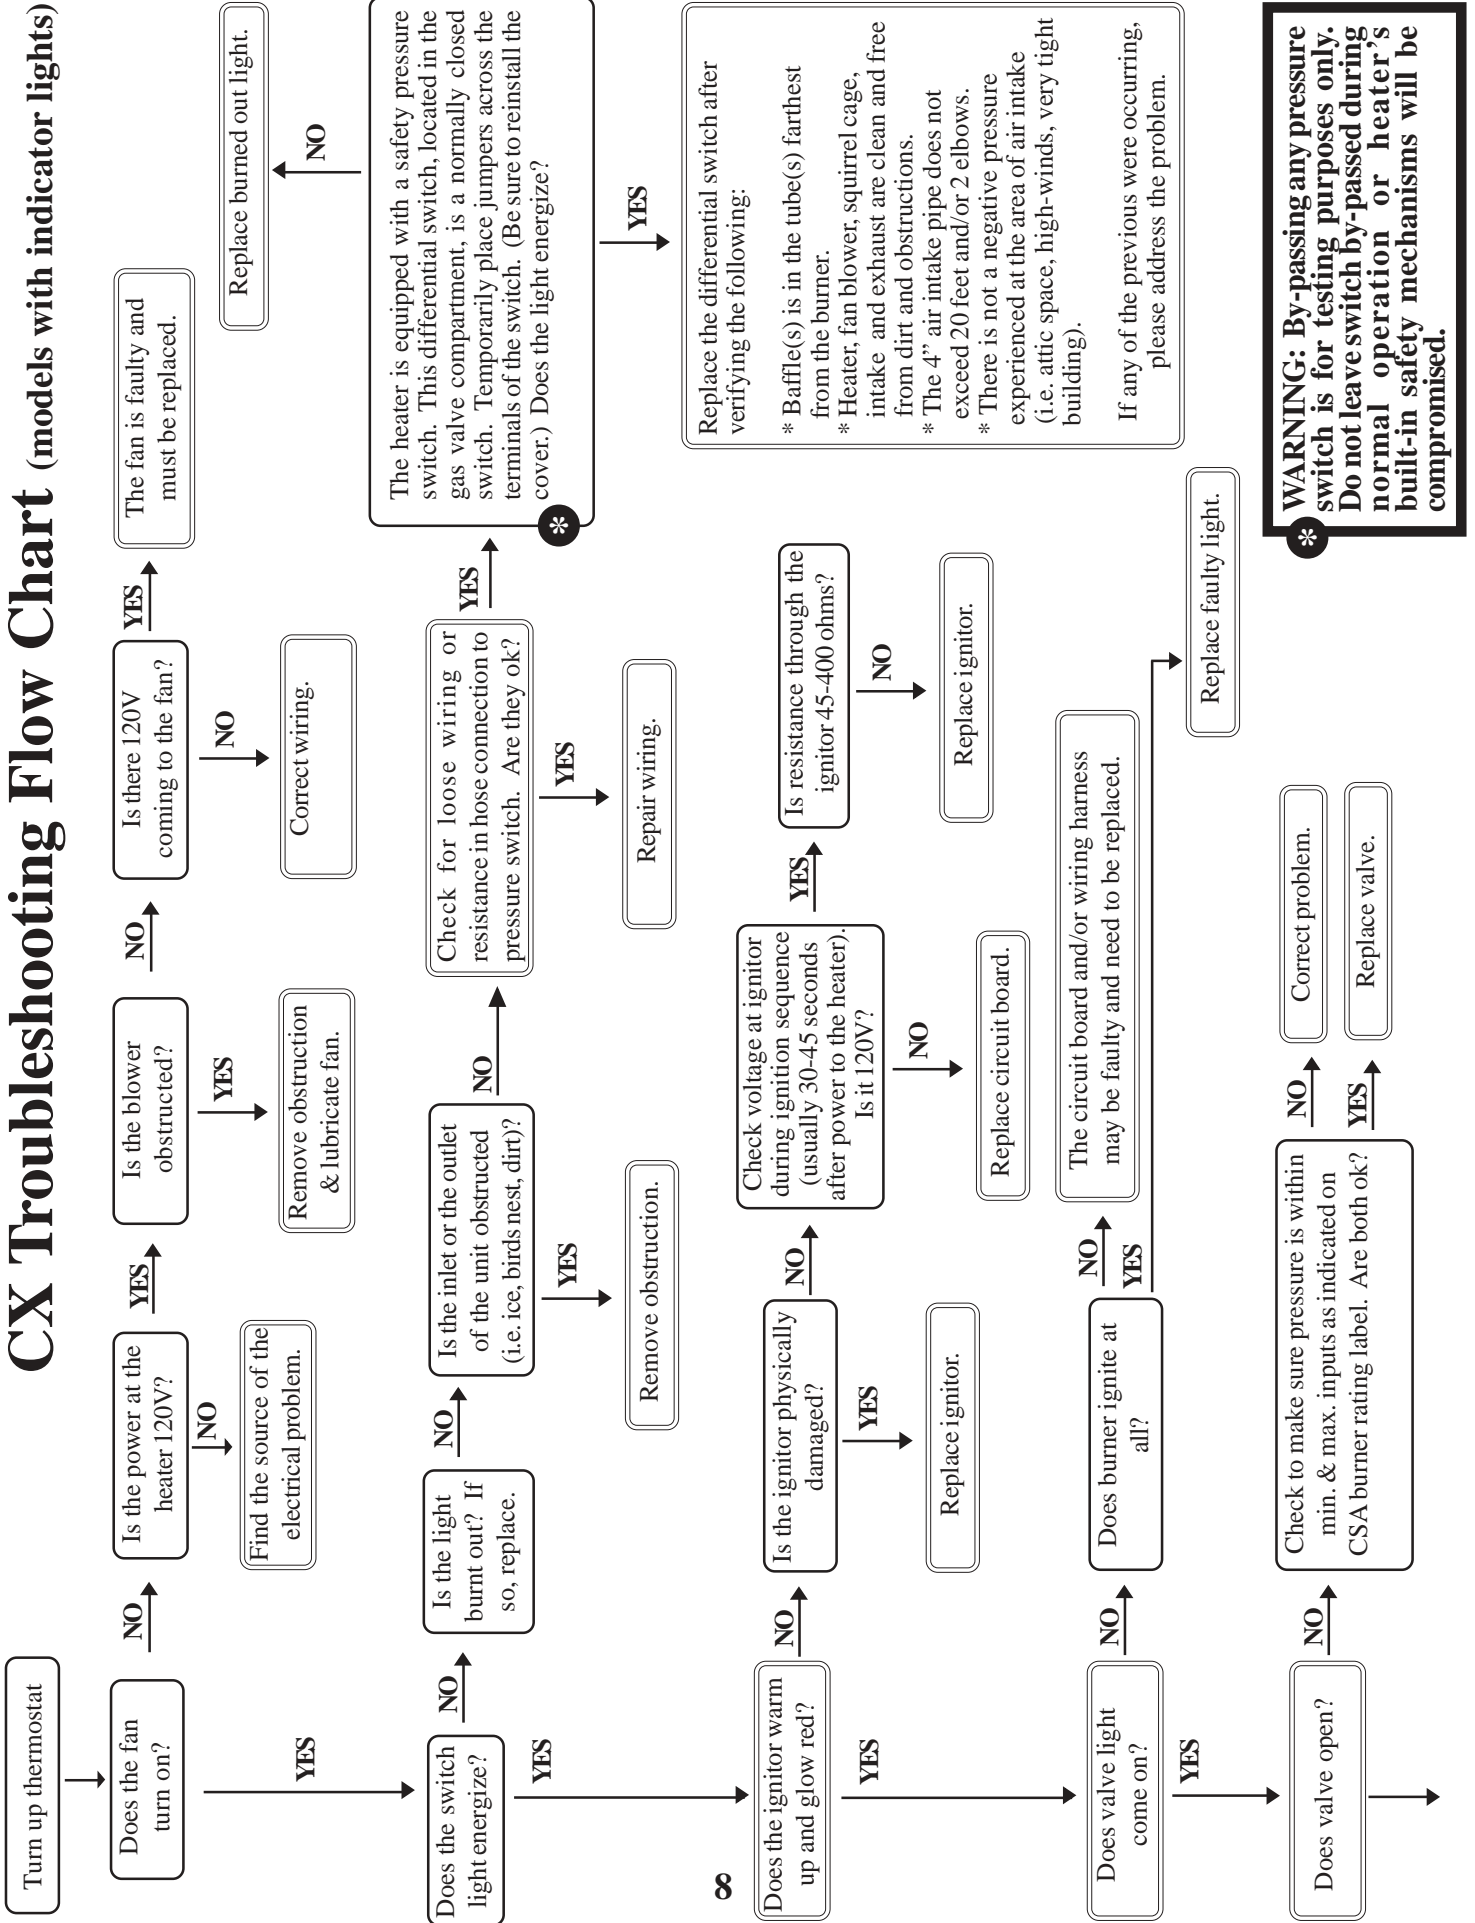 CX Troubleshooting Flow Chart (models with indicator lights)
Turn up thermostat
Does the fan
turn on?
NO
Is the power at the
heater 120V?
NO
Find the source of the
electrical problem.
YES
Is the blower
obstructed?
YES
Remove obstruction
& lubricate fan.
NO
Is there 120V
coming to the fan?
NO
Correct wiring.
YES
The fan is faulty and
must be replaced.
YES
Does the switch
light energize?
NO
Is the light
burnt out? If
so, replace.
NO
Is the inlet or the outlet
of the unit obstructed
(i.e. ice, birds nest, dirt)?
YES
Remove obstruction.
NO
Check for loose wiring or
resistance in hose connection to
pressure switch. Are they ok?
YES
Repair wiring.
YES
The heater is equipped with a safety pressure
switch. This differential switch, located in the
gas valve compartment, is a normally closed
switch. Temporarily place jumpers across the
terminals of the switch. (Be sure to reinstall the
cover.) Does the light energize?
*
NO
Replace burned out light.
YES
Replace the differential switch after
verifying the following:
* Baffle(s) is in the tube(s) farthest
from the burner.
* Heater, fan blower, squirrel cage,
intake and exhaust are clean and free
from dirt and obstructions.
* The 4” air intake pipe does not
exceed 20 feet and/or 2 elbows.
* There is not a negative pressure
experienced at the area of air intake
(i.e. attic space, high-winds, very tight
building).
If any of the previous were occurring,
please address the problem.
YES
Does the ignitor warm
up and glow red?
NO
Is the ignitor physically
damaged?
YES
Replace ignitor.
NO
Check voltage at ignitor
during ignition sequence
(usually 30-45 seconds
after power to the heater).
Is it 120V?
NO
Replace circuit board.
YES
Is resistance through the
ignitor 45-400 ohms?
NO
Replace ignitor.
YES
Does valve light
come on?
NO
Does burner ignite at
all?
NO
The circuit board and/or wiring harness
may be faulty and need to be replaced.
YES
Replace faulty light.
YES
Does valve open?
NO
Check to make sure pressure is within
min. & max. inputs as indicated on
CSA burner rating label. Are both ok?
NO
Correct problem.
YES
Replace valve.
*
WARNING: By-passing any pressure
switch is for testing purposes only.
Do not leave switch by-passed during
normal operation or heater's
built-in safety mechanisms will be
compromised.
8